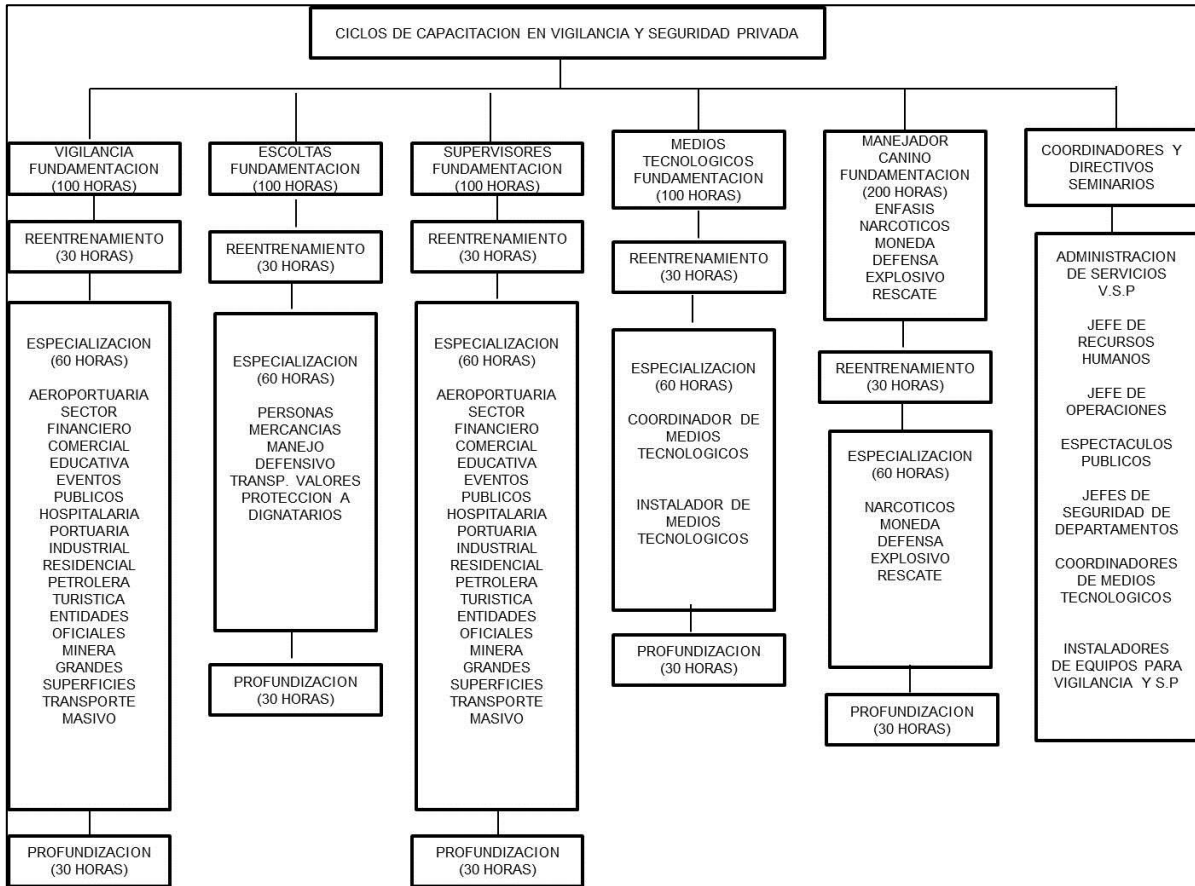 CICLOS DE CAPACITACION EN VIGILANCIA Y SEGURIDAD PRIVADA
VIGILANCIA
FUNDAMENTACION
(100 HORAS)
REENTRENAMIENTO
(30 HORAS)
ESPECIALIZACION
(60 HORAS)
AEROPORTUARIA
SECTOR
FINANCIERO
COMERCIAL
EDUCATIVA
EVENTOS
PUBLICOS
HOSPITALARIA
PORTUARIA
INDUSTRIAL
RESIDENCIAL
PETROLERA
TURISTICA
ENTIDADES
OFICIALES
MINERA
GRANDES
SUPERFICIES
TRANSPORTE
MASIVO
PROFUNDIZACION
(30 HORAS)
ESCOLTAS
FUNDAMENTACION
(100 HORAS)
REENTRENAMIENTO
(30 HORAS)
ESPECIALIZACION
(60 HORAS)
PERSONAS
MERCANCIAS
MANEJO
DEFENSIVO
TRANSP. VALORES
PROTECCION A
DIGNATARIOS
PROFUNDIZACION
(30 HORAS)
SUPERVISORES
FUNDAMENTACION
(100 HORAS)
REENTRENAMIENTO
(30 HORAS)
ESPECIALIZACION
(60 HORAS)
AEROPORTUARIA
SECTOR
FINANCIERO
COMERCIAL
EDUCATIVA
EVENTOS
PUBLICOS
HOSPITALARIA
PORTUARIA
INDUSTRIAL
RESIDENCIAL
PETROLERA
TURISTICA
ENTIDADES
OFICIALES
MINERA
GRANDES
SUPERFICIES
TRANSPORTE
MASIVO
PROFUNDIZACION
(30 HORAS)
MEDIOS
TECNOLOGICOS
FUNDAMENTACION
(100 HORAS)
REENTRENAMIENTO
(30 HORAS)
ESPECIALIZACION
(60 HORAS)
COORDINADOR DE
MEDIOS
TECNOLOGICOS
INSTALADOR DE
MEDIOS
TECNOLOGICOS
PROFUNDIZACION
(30 HORAS)
MANEJADOR
CANINO
FUNDAMENTACION
(200 HORAS)
ENFASIS
NARCOTICOS
MONEDA
DEFENSA
EXPLOSIVO
RESCATE
REENTRENAMIENTO
(30 HORAS)
ESPECIALIZACION
(60 HORAS)
NARCOTICOS
MONEDA
DEFENSA
EXPLOSIVO
RESCATE
PROFUNDIZACION
(30 HORAS)
COORDINADORES Y
DIRECTIVOS
SEMINARIOS
ADMINISTRACION
DE SERVICIOS
V.S.P
JEFE DE
RECURSOS
HUMANOS
JEFE DE
OPERACIONES
ESPECTACULOS
PUBLICOS
JEFES DE
SEGURIDAD DE
DEPARTAMENTOS
COORDINADORES
DE MEDIOS
TECNOLOGICOS
INSTALADORES
DE EQUIPOS PARA
VIGILANCIA Y S.P